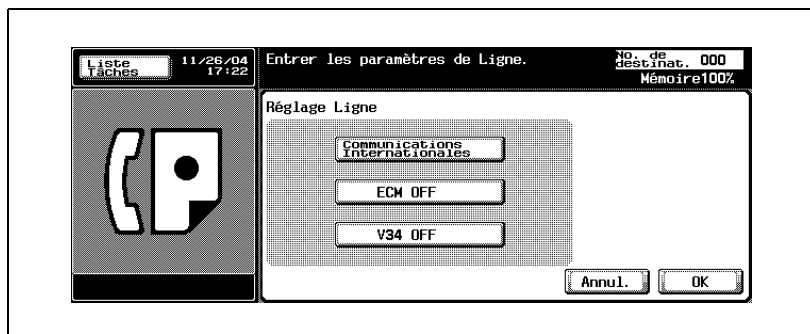 Liste
Tâches
11/26/04
17:22
Entrer les paramètres de Ligne.
No. de
destinat. 000
Mémoire100%
Réglage Ligne
Communications
Internationales
ECM OFF
V34 OFF
Annul.
OK